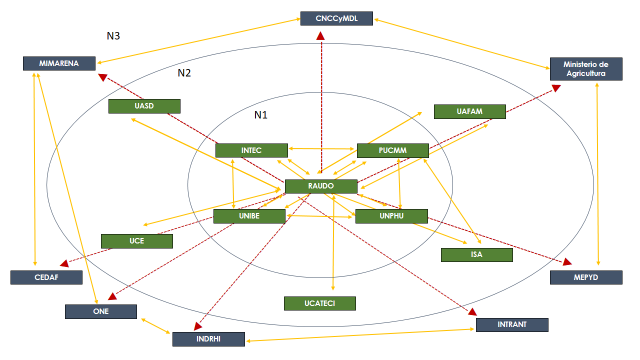 CNCCyMDL
N3
MIMARENA
Ministerio de
Agricultura
N2
UASD
N1
UAFAM
INTEC
PUCMM
RAUDO
UNIBE
UNPHU
UCE
ISA
CEDAF
MEPYD
UCATECI
ONE
INTRANT
INDRHI